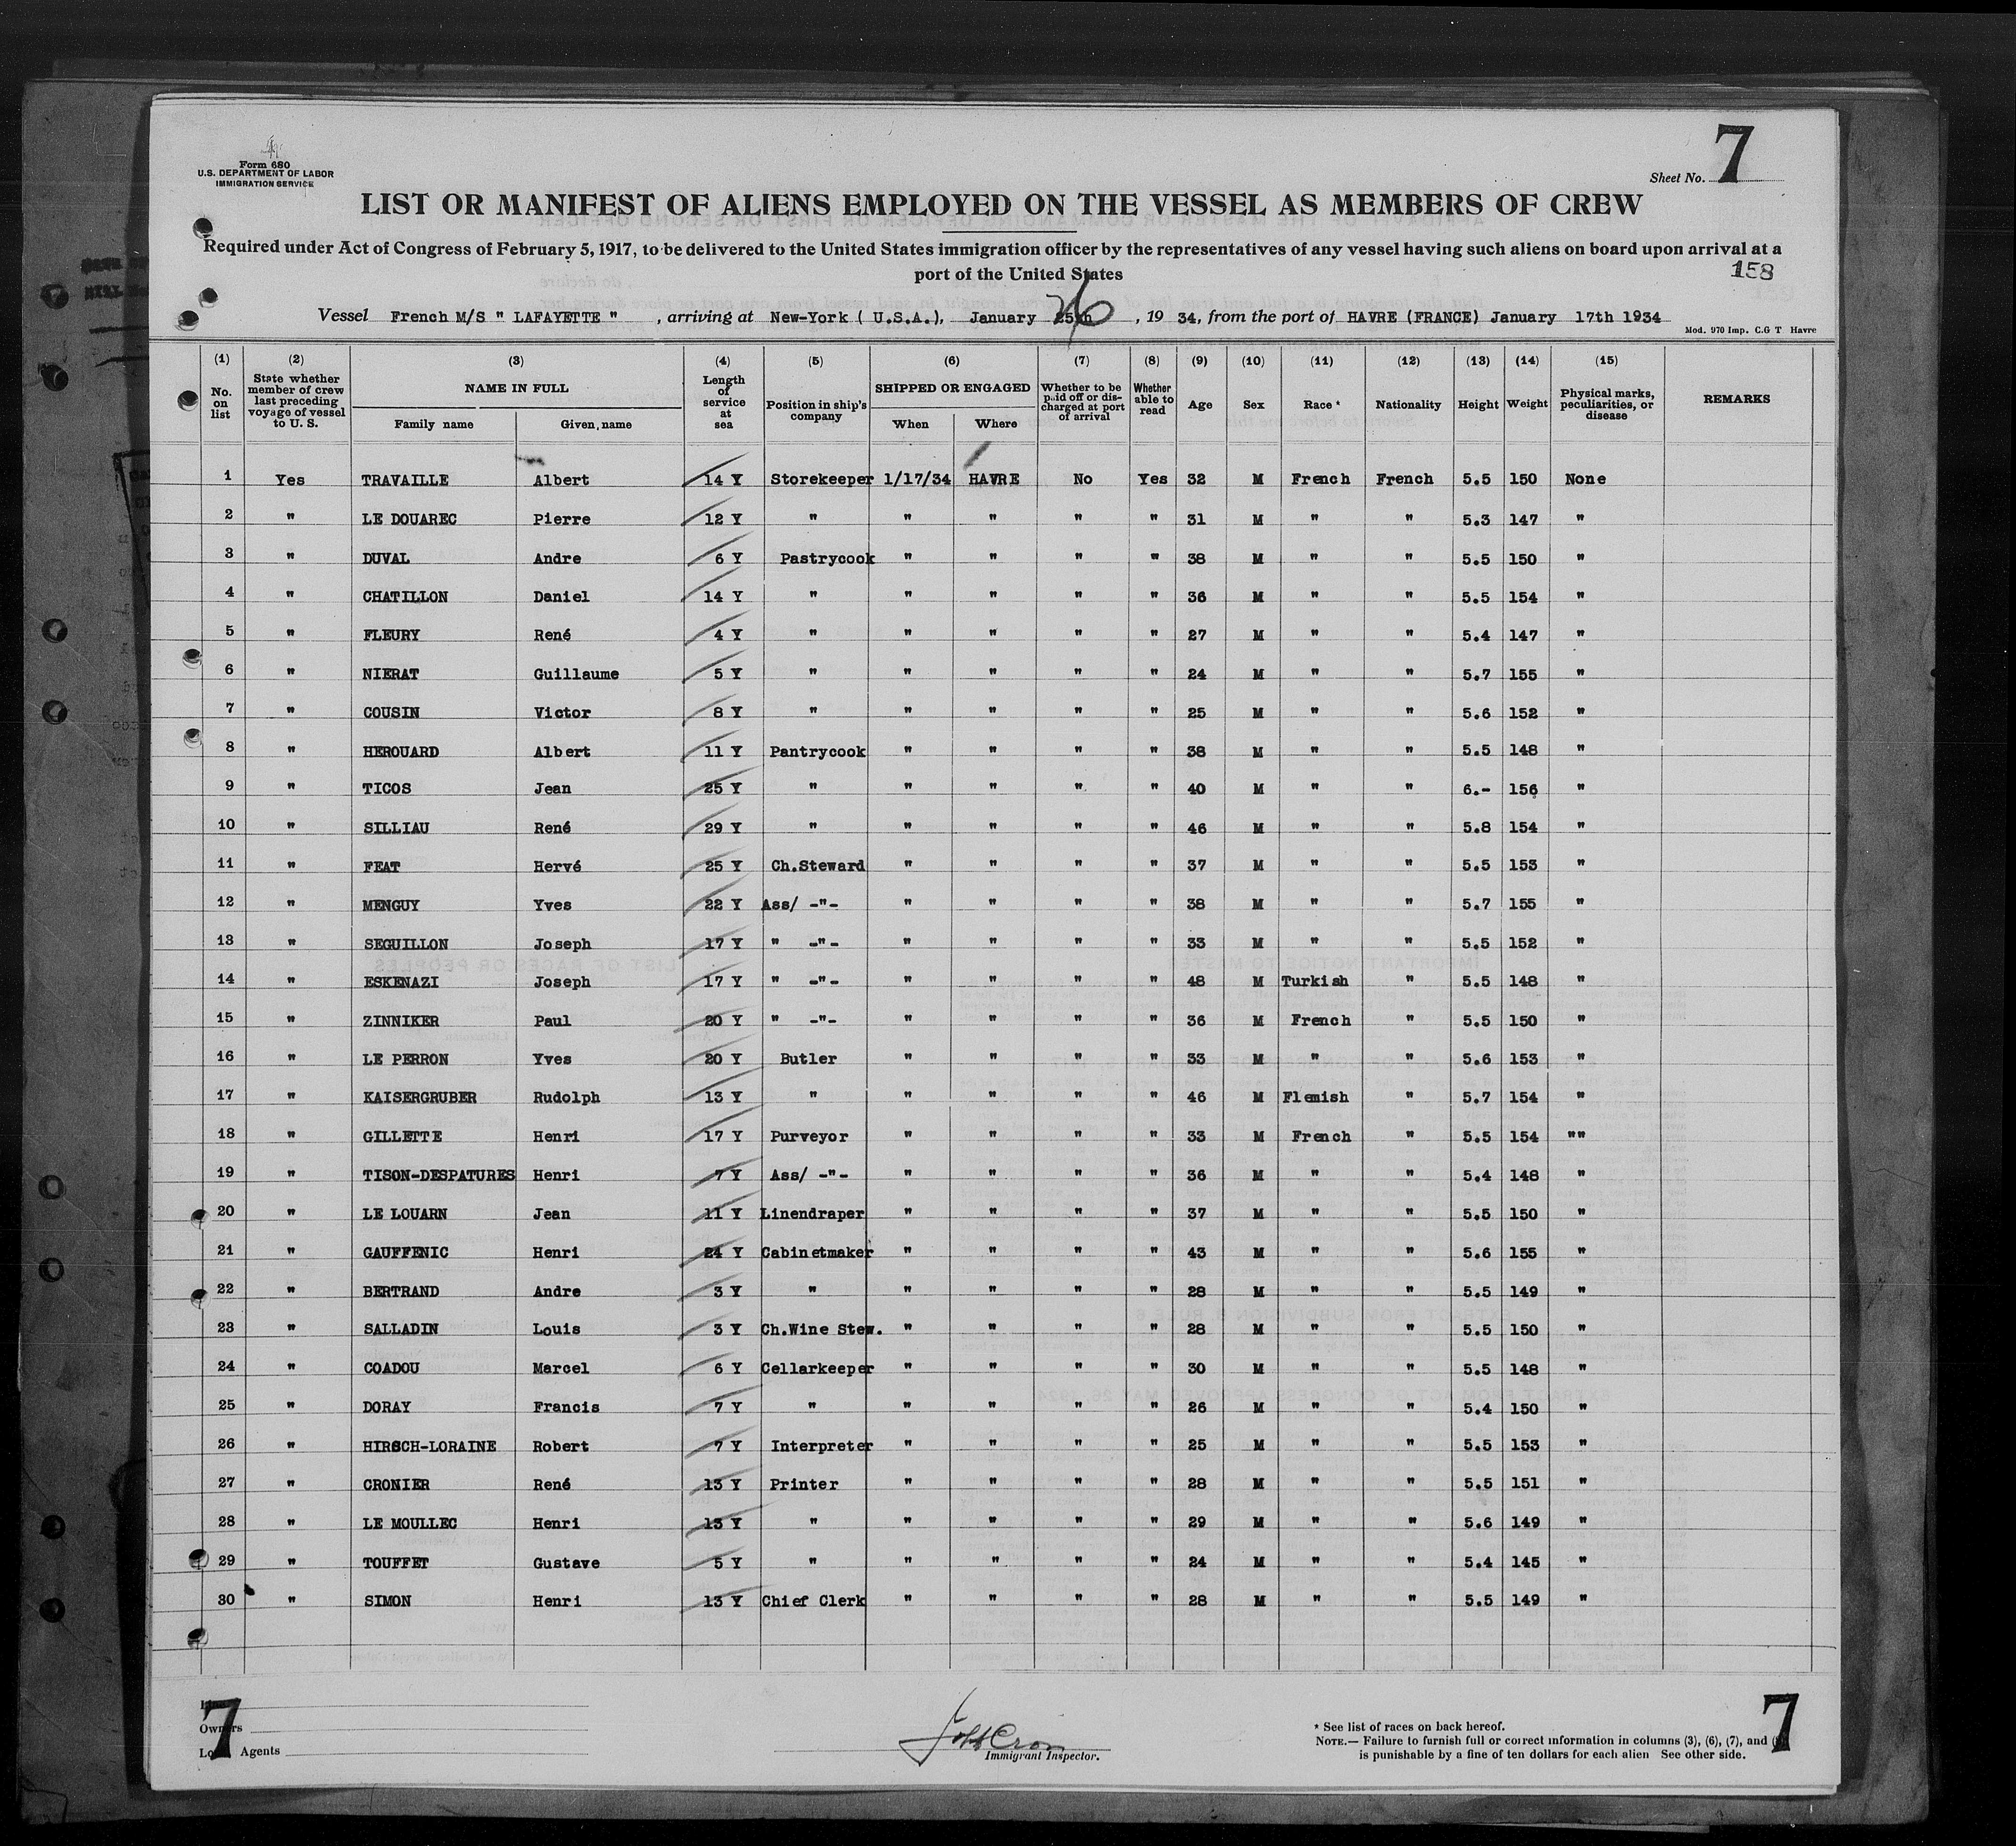 Form 680
U.S. DEPARTMENT OF LABOR
IMMIGRATION SERVICE
Sheet No. 7
LIST OR MANIFEST OF ALIENS EMPLOYED ON THE VESSEL AS MEMBERS OF CREW
Required under Act of Congress of February 5, 1917, to be delivered to the United States immigration officer by the representatives of any vessel having such aliens on board upon arrival at a
port of the United States
158
Vessel French M/S " LAFAYETTE " , arriving at New-York ( U.S.A.), January 26 , 19 34, from the port of HAVRE (FRANCE) January 17th 1934
Mod. 970 Imp. C.G T Havre
(1) (2) (3) (4) (5) (6) (7) (8) (9) (10) (11) (12) (13) (14) (15)
No. on list State whether member of crew last preceding voyage of vessel to U. S. NAME IN FULL Length of service at sea Position in ship's company SHIPPED OR ENGAGED Whether to be paid off or discharged at port of arrival Whether able to read Age Sex Race * Nationality Height Weight Physical marks, peculiarities, or disease REMARKS
Family name Given name When Where
1 Yes TRAVAILLE Albert 14 Y Storekeeper 1/17/34 HAVRE No Yes 32 M French French 5.5 150 None
2 " LE DOUAREC Pierre 12 Y " " " " " 31 M " " 5.3 147 "
3 " DUVAL Andre 6 Y Pastrycook " " " " 38 M " " 5.5 150 "
4 " CHATILLON Daniel 14 Y " " " " " 36 M " " 5.5 154 "
5 " FLEURY René 4 Y " " " " " 27 M " " 5.4 147 "
6 " NIERAT Guillaume 5 Y " " " " " 24 M " " 5.7 155 "
7 " COUSIN Victor 8 Y " " " " " 25 M " " 5.6 152 "
8 " HEROUARD Albert 11 Y Pantrycook " " " " 38 M " " 5.5 148 "
9 " TICOS Jean 25 Y " " " " " 40 M " " 6.- 156 "
10 " SILLIAU René 29 Y " " " " " 46 M " " 5.8 154 "
11 " FEAT Hervé 25 Y Ch.Steward " " " " 37 M " " 5.5 153 "
12 " MENGUY Yves 22 Y Ass/ -"- " " " " 38 M " " 5.7 155 "
13 " SEGUILLON Joseph 17 Y " -"- " " " " 33 M " " 5.5 152 "
14 " ESKENAZI Joseph 17 Y " -"- " " " " 48 M Turkish " 5.5 148 "
15 " ZINNIKER Paul 20 Y " -"- " " " " 36 M French " 5.5 150 "
16 " LE PERRON Yves 20 Y Butler " " " " 33 M " " 5.6 153 "
17 " KAISERGRUBER Rudolph 13 Y " " " " " 46 M Flemish " 5.7 154 "
18 " GILLETTE Henri 17 Y Purveyor " " " " 33 M French " 5.5 154 ""
19 " TISON-DESPATURES Henri 7 Y Ass/ -"- " " " " 36 M " " 5.4 148 "
20 " LE LOUARN Jean 11 Y Linendraper " " " " 37 M " " 5.5 150 "
21 " GAUFFENIC Henri 24 Y Cabinetmaker " " " " 43 M " " 5.6 155 "
22 " BERTRAND Andre 3 Y " " " " " 28 M " " 5.5 149 "
23 " SALLADIN Louis 3 Y Ch.Wine Stew. " " " " 28 M " " 5.5 150 "
24 " COADOU Marcel 6 Y Cellarkeeper " " " " 30 M " " 5.5 148 "
25 " DORAY Francis 7 Y " " " " " 26 M " " 5.4 150 "
26 " HIRSCH-LORAINE Robert 7 Y Interpreter " " " " 25 M " " 5.5 153 "
27 " CRONIER René 13 Y Printer " " " " 28 M " " 5.5 151 "
28 " LE MOULLEC Henri 13 Y " " " " " 29 M " " 5.6 149 "
29 " TOUFFET Gustave 5 Y " " " " " 24 M " " 5.4 145 "
30 " SIMON Henri 13 Y Chief Clerk " " " " 28 M " " 5.5 149 "
7
Owners
Agents
Immigrant Inspector.
* See list of races on back hereof.
NOTE.— Failure to furnish full or correct information in columns (3), (6), (7), and
is punishable by a fine of ten dollars for each alien See other side.
7